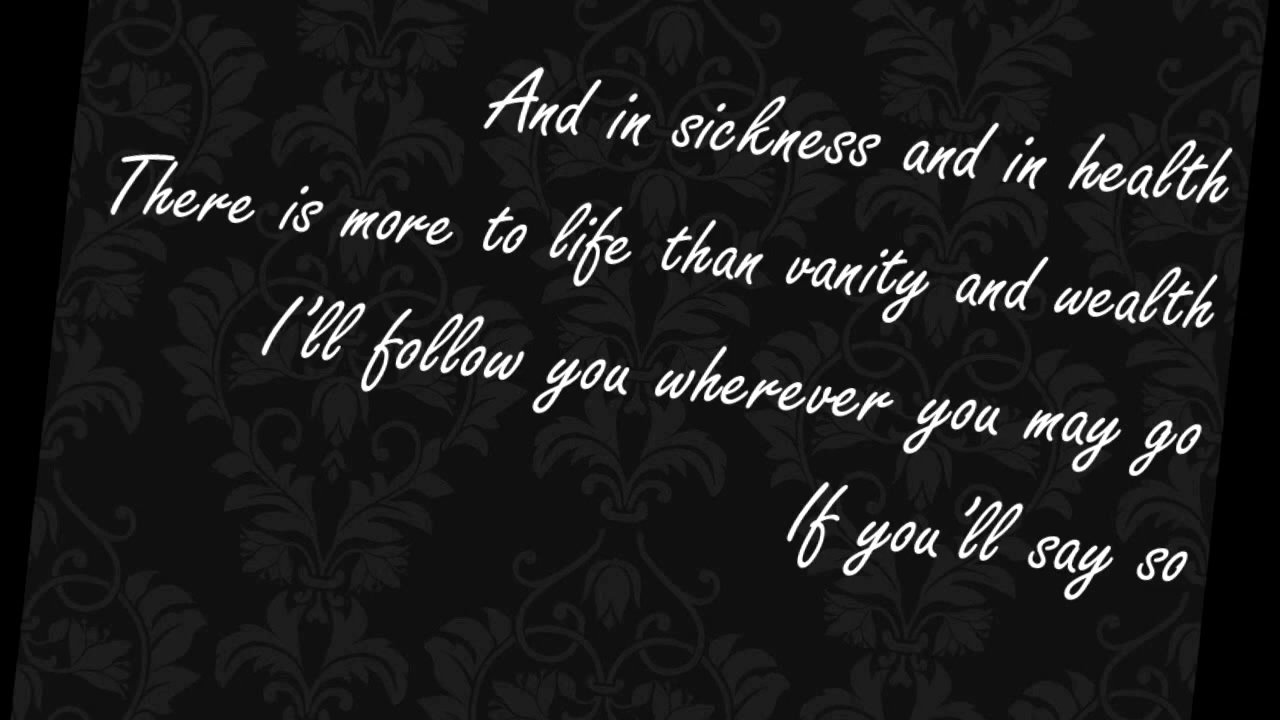 And in sickness and in health
There is more to life than vanity and wealth
I'll follow you wherever you may go
If you'll say so